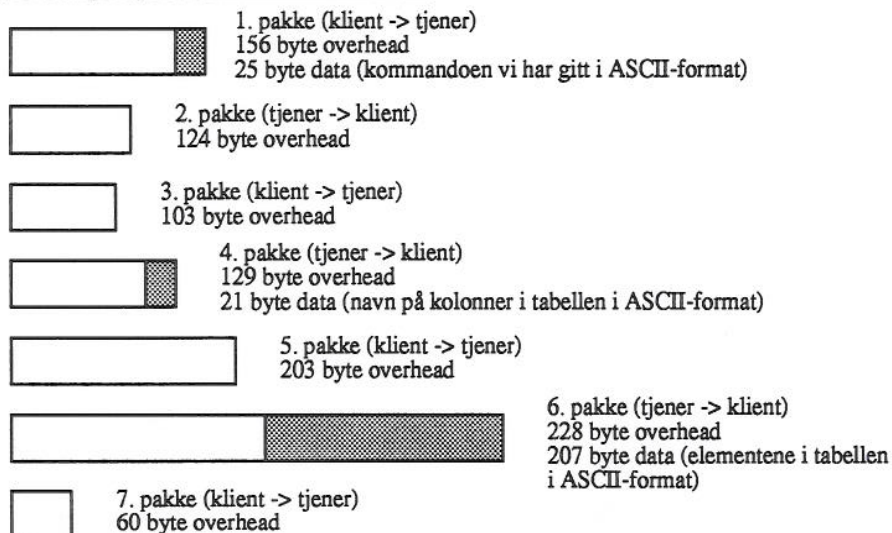 1. pakke (klient -> tjener)
156 byte overhead
25 byte data (kommandoen vi har gitt i ASCII-format)
2. pakke (tjener -> klient)
124 byte overhead
3. pakke (klient -> tjener)
103 byte overhead
4. pakke (tjener -> klient)
129 byte overhead
21 byte data (navn på kolonner i tabellen i ASCII-format)
5. pakke (klient -> tjener)
203 byte overhead
6. pakke (tjener -> klient)
228 byte overhead
207 byte data (elementene i tabellen
i ASCII-format)
7. pakke (klient -> tjener)
60 byte overhead